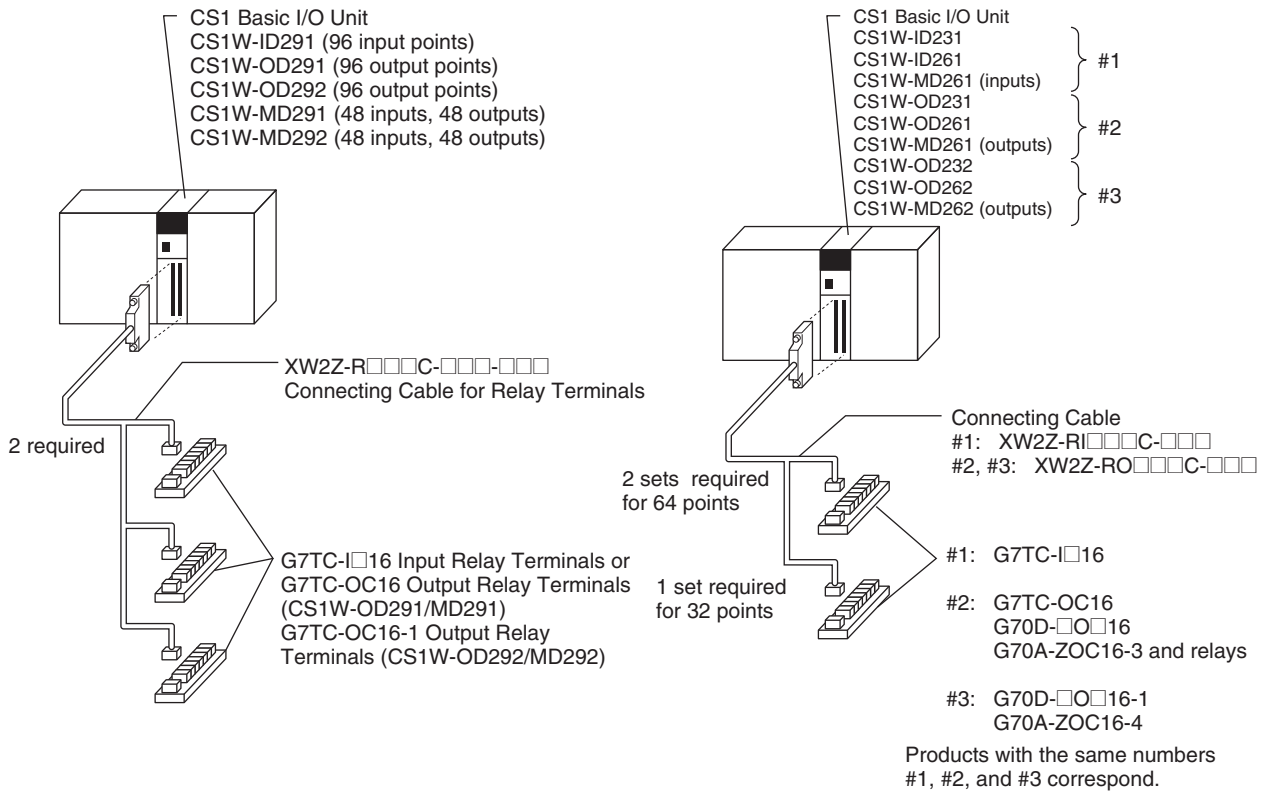 CS1 Basic I/O Unit
CS1W-ID291 (96 input points)
CS1W-OD291 (96 output points)
CS1W-OD292 (96 output points)
CS1W-MD291 (48 inputs, 48 outputs)
CS1W-MD292 (48 inputs, 48 outputs)
XW2Z-R□□□C-□□□-□□□
Connecting Cable for Relay Terminals
2 required
G7TC-I□16 Input Relay Terminals or
G7TC-OC16 Output Relay Terminals
(CS1W-OD291/MD291)
G7TC-OC16-1 Output Relay
Terminals (CS1W-OD292/MD292)
CS1 Basic I/O Unit
CS1W-ID231
CS1W-ID261
CS1W-MD261 (inputs)
#1
CS1W-OD231
CS1W-OD261
CS1W-MD261 (outputs)
#2
CS1W-OD232
CS1W-OD262
CS1W-MD262 (outputs)
#3
Connecting Cable
#1: XW2Z-RI□□□C-□□□
#2, #3: XW2Z-RO□□□C-□□□
2 sets required
for 64 points
1 set required
for 32 points
#1: G7TC-I□16
#2: G7TC-OC16
G70D-□O□16
G70A-ZOC16-3 and relays
#3: G70D-□O□16-1
G70A-ZOC16-4
Products with the same numbers
#1, #2, and #3 correspond.